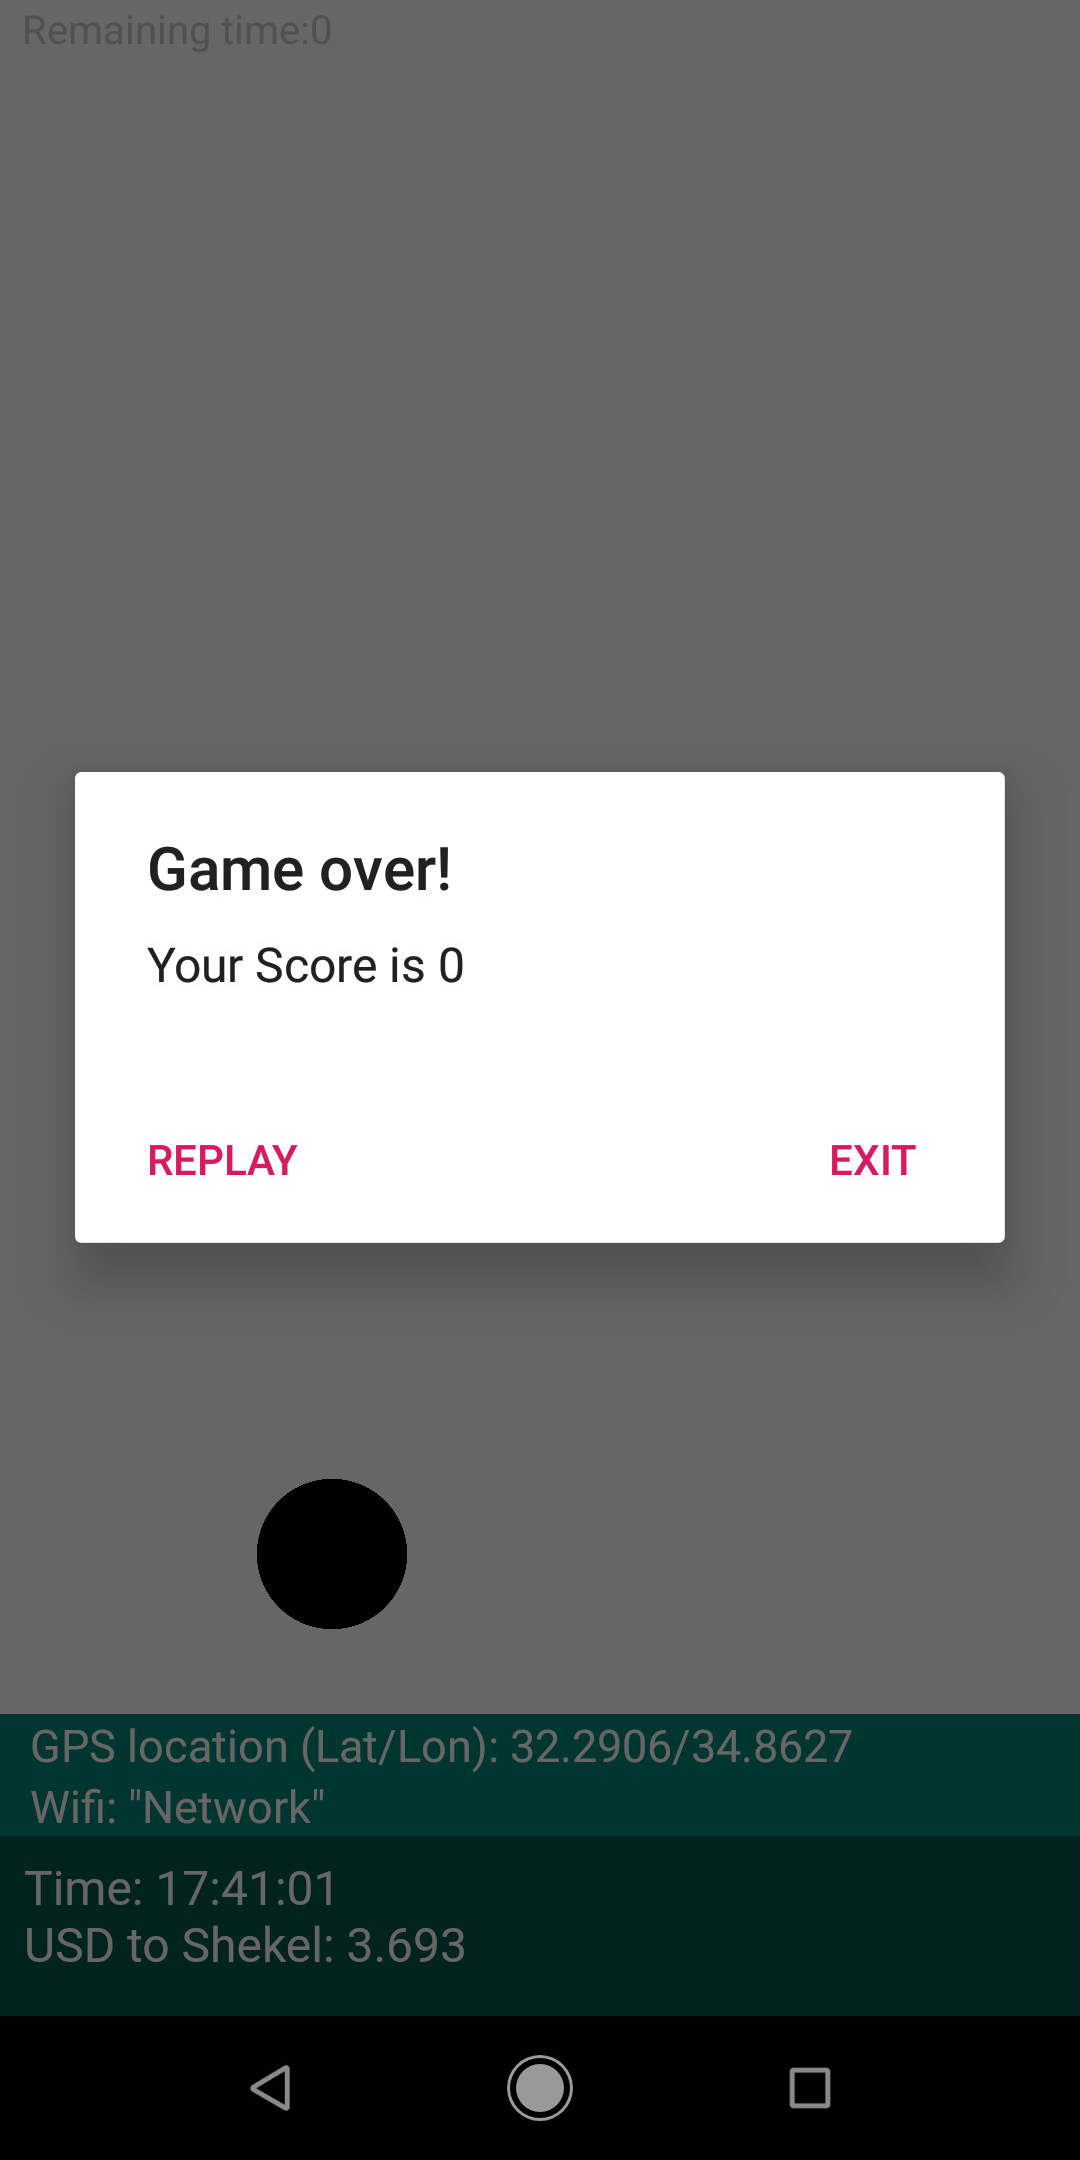 Remaining time:0
Game over!
Your Score is 0
REPLAY EXIT
GPS location (Lat/Lon): 32.2906/34.8627
Wifi: "Network"
Time: 17:41:01
USD to Shekel: 3.693